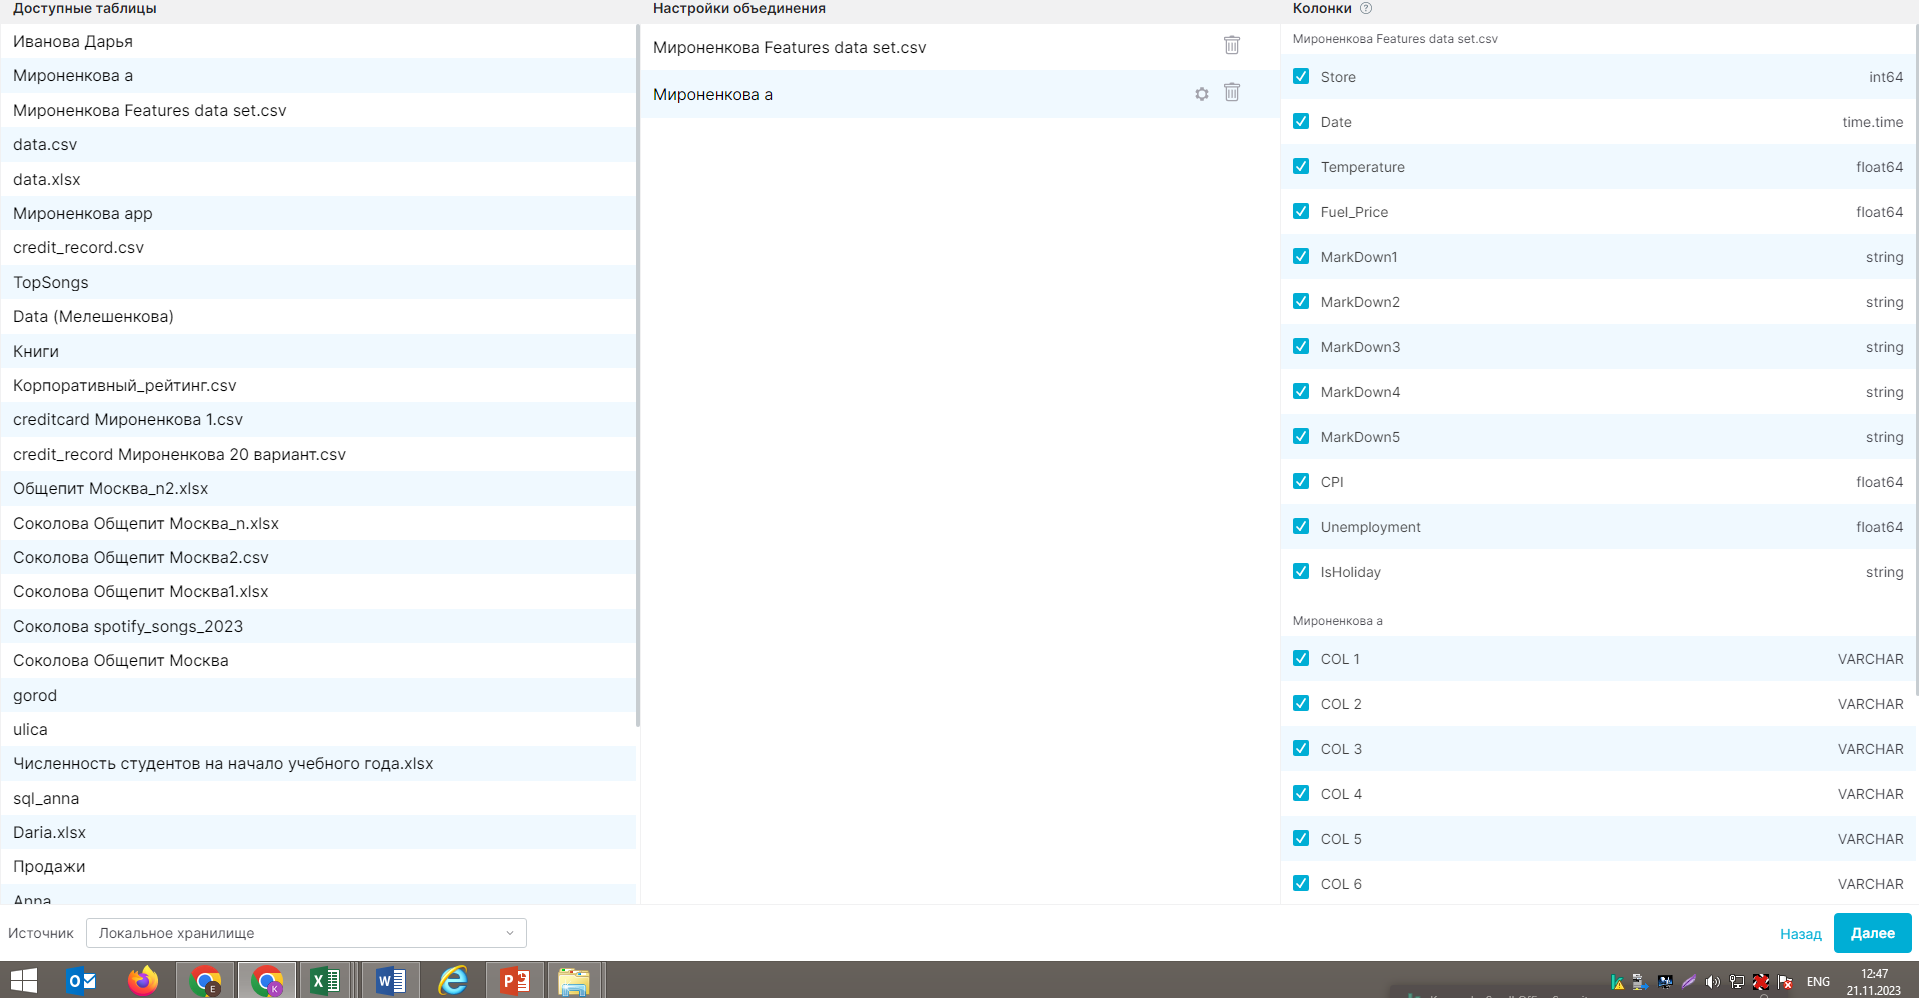 Доступные таблицы
Иванова Дарья
Мироненкова а
Мироненкова Features data set.csv
data.csv
data.xlsx
Мироненкова app
credit_record.csv
TopSongs
Data (Мелешенкова)
Книги
Корпоративный_рейтинг.csv
creditcard Мироненкова 1.csv
credit_record Мироненкова 20 вариант.csv
Общепит Москва_n2.xlsx
Соколова Общепит Москва_n.xlsx
Соколова Общепит Москва2.csv
Соколова Общепит Москва1.xlsx
Соколова spotify_songs_2023
Соколова Общепит Москва
gorod
ulica
Численность студентов на начало учебного года.xlsx
sql_anna
Daria.xlsx
Продажи
Anna
Настройки объединения
Мироненкова Features data set.csv
Мироненкова а
Колонки
Мироненкова Features data set.csv
Store int64
Date time.time
Temperature float64
Fuel_Price float64
MarkDown1 string
MarkDown2 string
MarkDown3 string
MarkDown4 string
MarkDown5 string
CPI float64
Unemployment float64
IsHoliday string
Мироненкова а
COL 1 VARCHAR
COL 2 VARCHAR
COL 3 VARCHAR
COL 4 VARCHAR
COL 5 VARCHAR
COL 6 VARCHAR
Источник Локальное хранилище
Назад Далее
ENG
12:47
21.11.2023